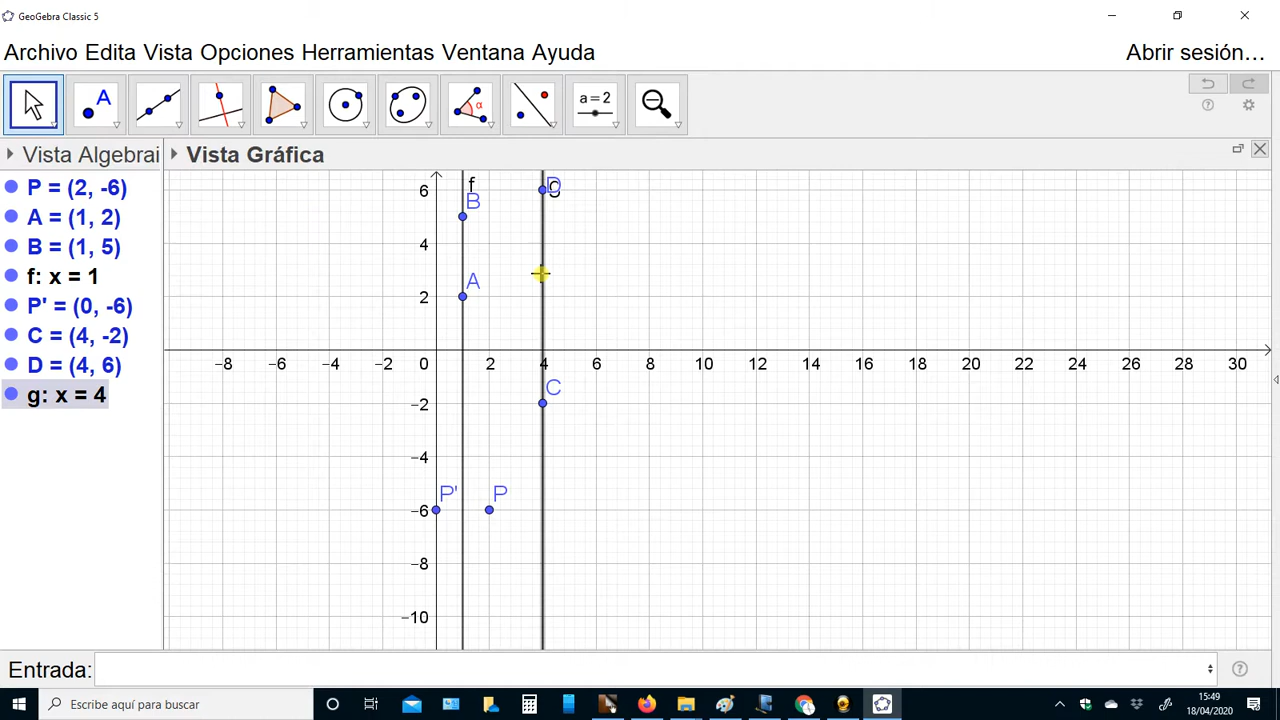 GeoGebra Classic 5
Archivo Edita Vista Opciones Herramientas Ventana Ayuda Abrir sesión...
A α a = 2
Vista Algebrai Vista Gráfica
P = (2, -6)
A = (1, 2)
B = (1, 5)
f: x = 1
P' = (0, -6)
C = (4, -2)
D = (4, 6)
g: x = 4
f D g
6 B
4
A
2
-8 -6 -4 -2 0 2 4 6 8 10 12 14 16 18 20 22 24 26 28 30
C
-2
-4
P' P
-6
-8
-10
Entrada:
Escribe aquí para buscar
15:49
18/04/2020